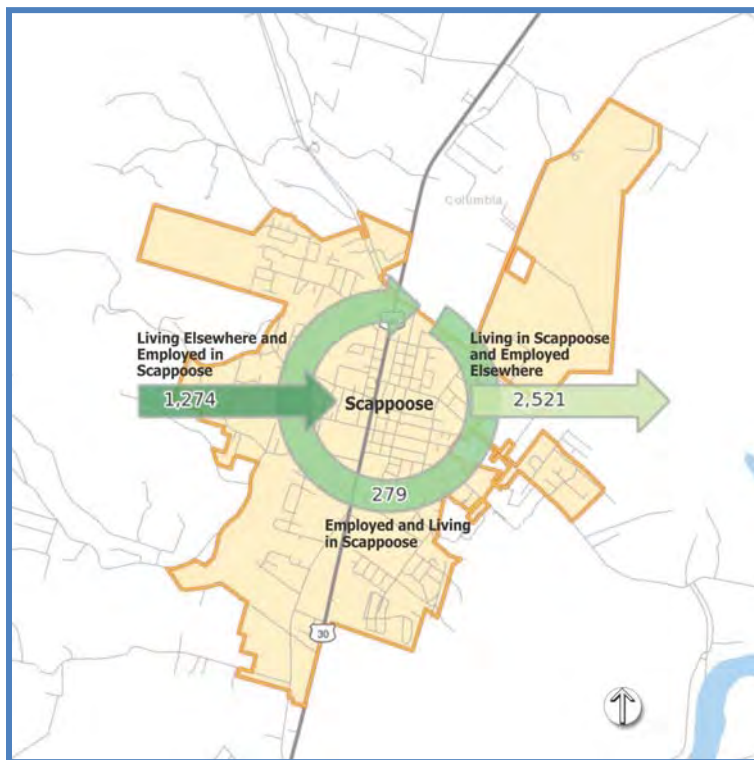 Columbia
Living Elsewhere and
Employed in
Scappoose
1,274
Scappoose
Living in Scappoose
and Employed
Elsewhere
2,521
279
Employed and Living
in Scappoose
30